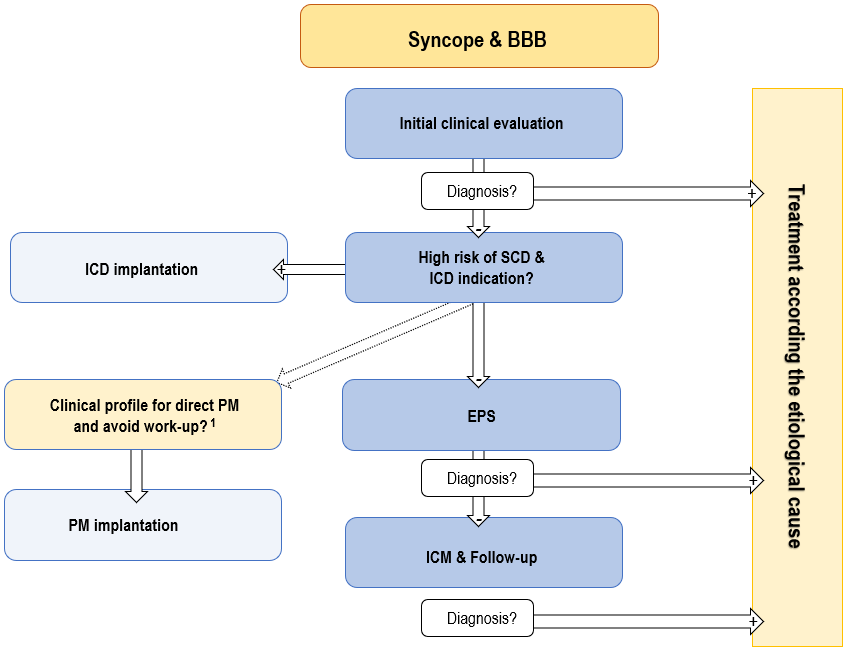 Syncope & BBB
Initial clinical evaluation
Diagnosis?
+
-
High risk of SCD &
ICD indication?
+
ICD implantation
-
Clinical profile for direct PM
and avoid work-up? 1
PM implantation
EPS
Diagnosis?
+
-
ICM & Follow-up
Diagnosis?
+
Treatment according the etiological cause